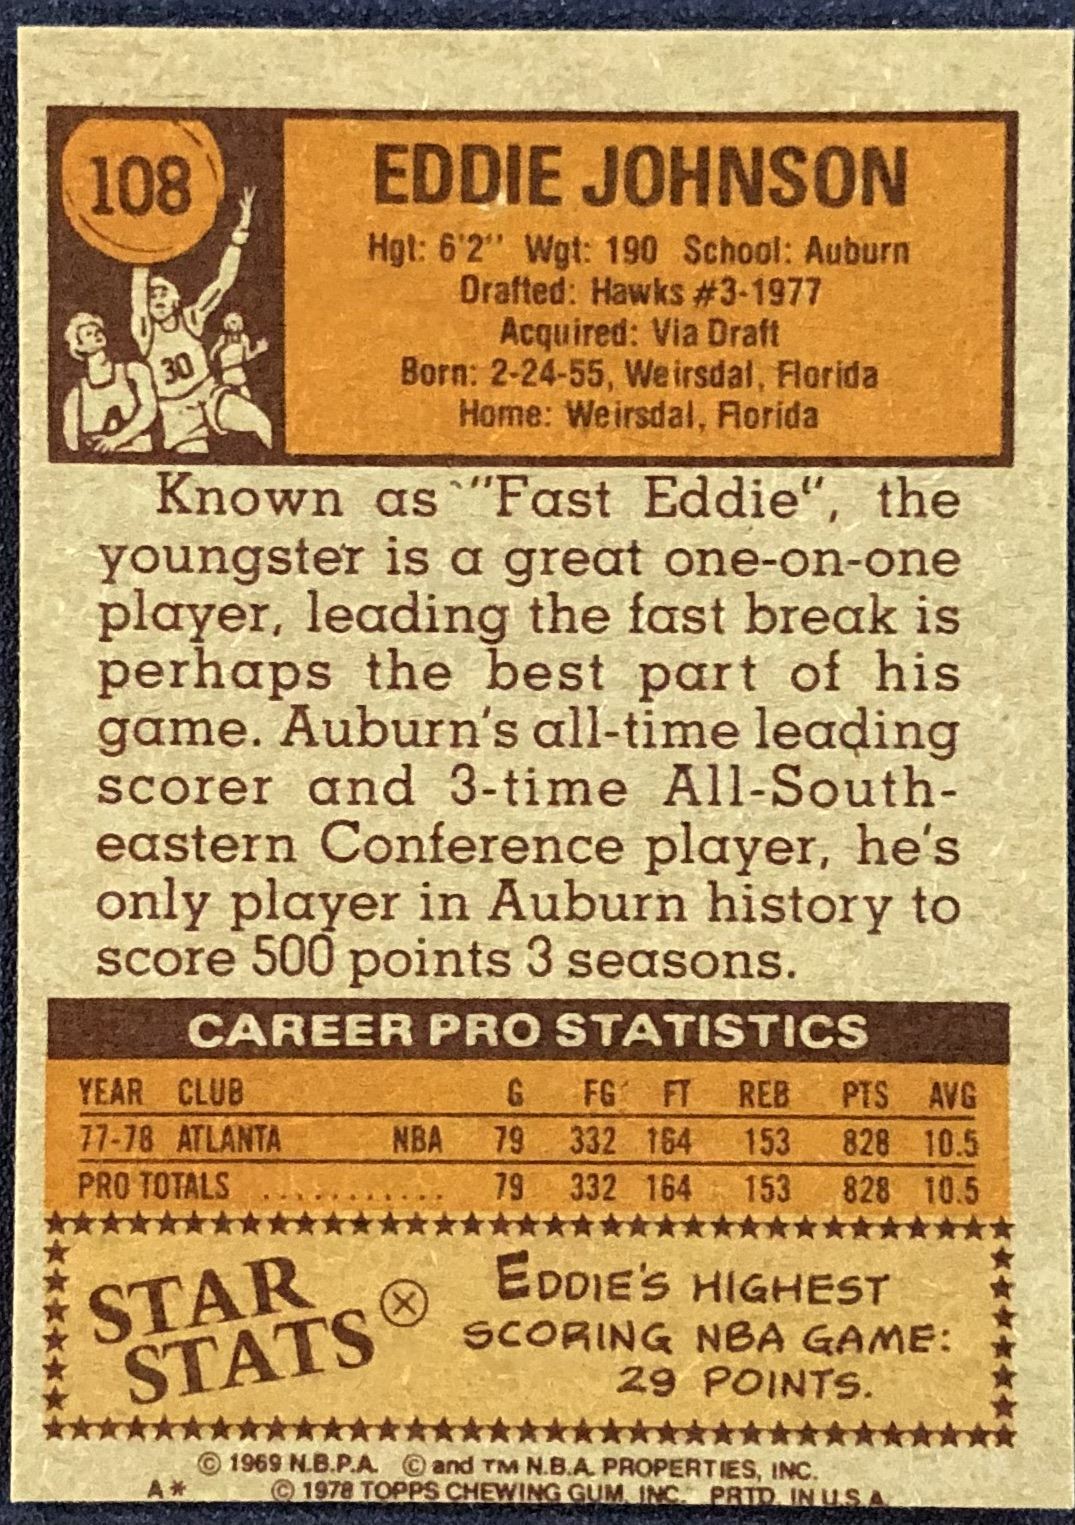 108
EDDIE JOHNSON
Hgt: 6'2" Wgt: 190 School: Auburn
Drafted: Hawks #3-1977
Acquired: Via Draft
Born: 2-24-55, Weirsdal, Florida
Home: Weirsdal, Florida
30
Known as "Fast Eddie", the
youngster is a great one-on-one
player, leading the fast break is
perhaps the best part of his
game. Auburn's all-time leading
scorer and 3-time All-South-
eastern Conference player, he's
only player in Auburn history to
score 500 points 3 seasons.
CAREER PRO STATISTICS
YEAR CLUB G FG FT REB PTS AVG
77-78 ATLANTA NBA 79 332 164 153 828 10.5
PRO TOTALS ........... 79 332 164 153 828 10.5
STAR
STATS
EDDIE'S HIGHEST
SCORING NBA GAME:
29 POINTS.
© 1969 N.B.P.A. © and TM N.B.A. PROPERTIES, INC.
A* © 1978 TOPPS CHEWING GUM, INC. PRTD. IN U.S.A.